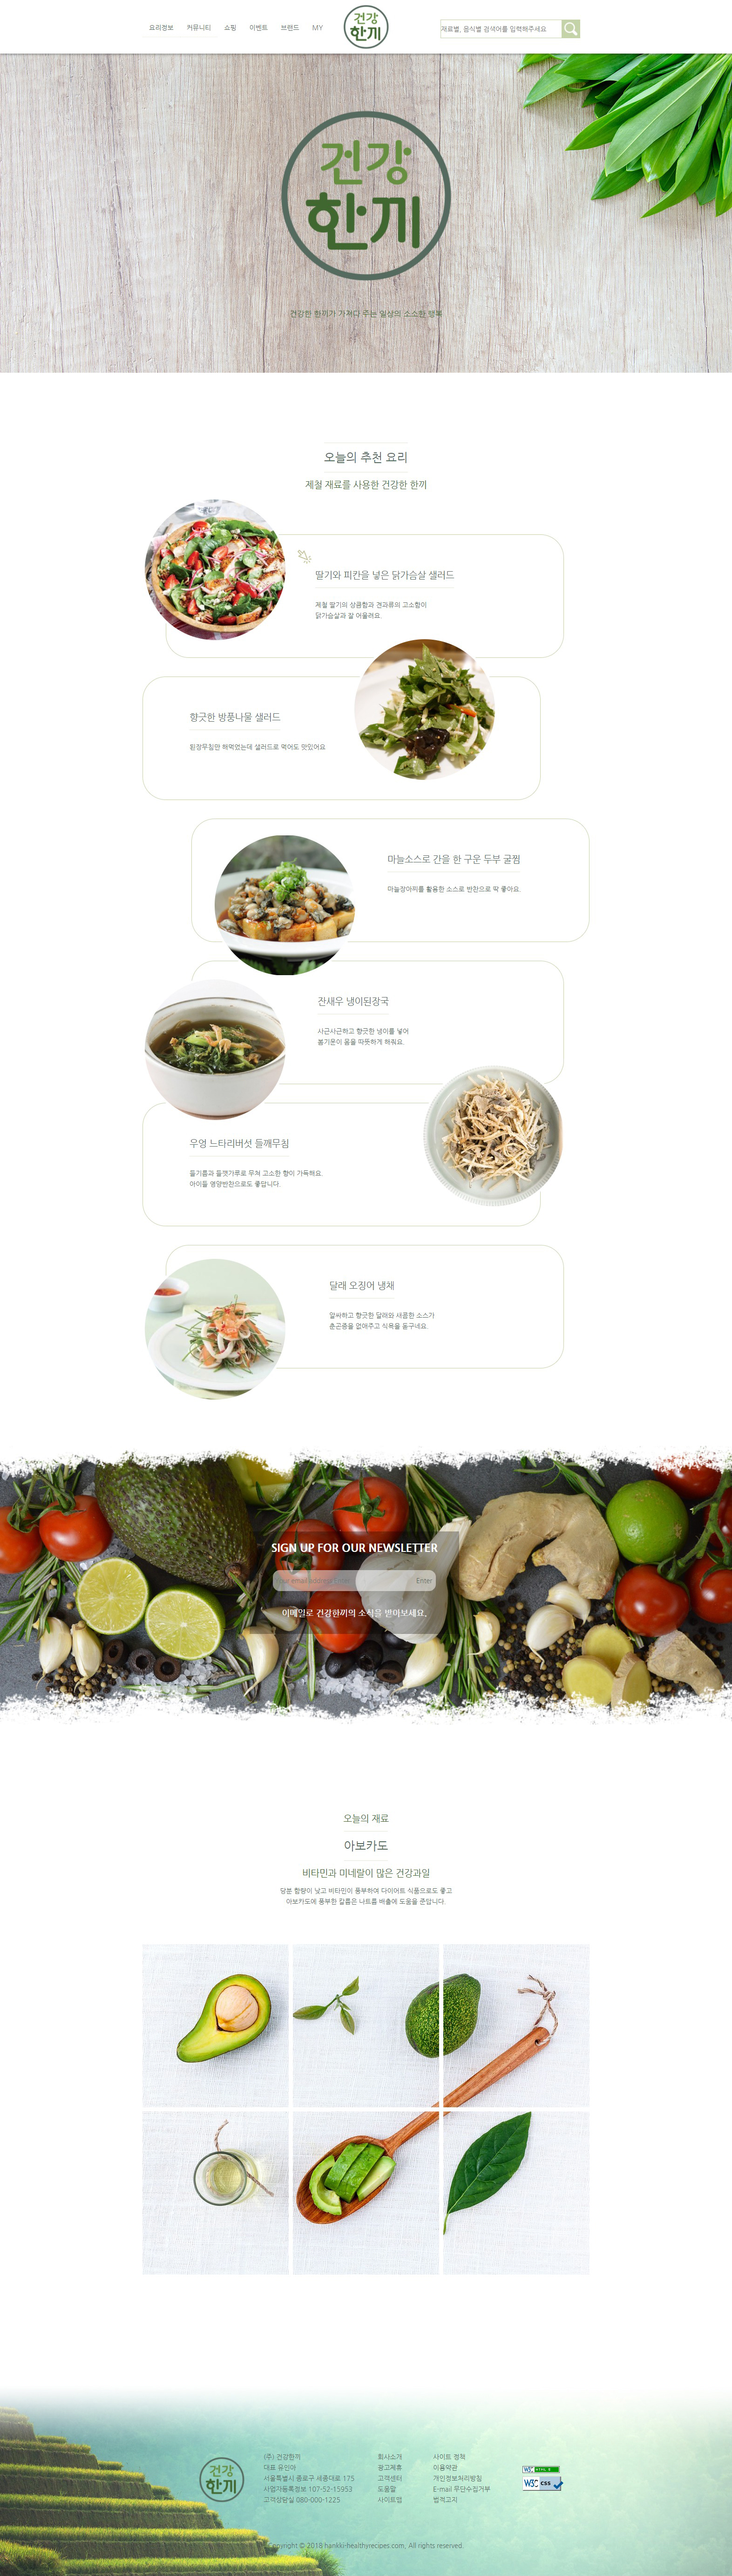 요리정보 커뮤니티 쇼핑 이벤트 브랜드 MY
건강
한끼
재료별, 음식별 검색어를 입력해주세요
건강
한끼
건강한 한끼가 가져다 주는 일상의 소소한 행복
오늘의 추천 요리
제철 재료를 사용한 건강한 한끼
딸기와 피칸을 넣은 닭가슴살 샐러드
제철 딸기의 상큼함과 견과류의 고소함이
닭가슴살과 잘 어울려요.
향긋한 방풍나물 샐러드
된장무침만 해먹었는데 샐러드로 먹어도 맛있어요
마늘소스로 간을 한 구운 두부 굴찜
마늘장아찌를 활용한 소스로 반찬으로 딱 좋아요.
잔새우 냉이된장국
사근사근하고 향긋한 냉이를 넣어
봄기운이 몸을 따뜻하게 해줘요.
우엉 느타리버섯 들깨무침
들기름과 들깻가루로 무쳐 고소한 향이 가득해요.
아이들 영양반찬으로도 좋답니다.
달래 오징어 냉채
알싸하고 향긋한 달래와 새콤한 소스가
춘곤증을 없애주고 식욕을 돋구네요.
SIGN UP FOR OUR NEWSLETTER
Enter
이메일로 건강한끼의 소식을 받아보세요.
오늘의 재료
아보카도
비타민과 미네랄이 많은 건강과일
당분 함량이 낮고 비타민이 풍부하여 다이어트 식품으로도 좋고
아보카도에 풍부한 칼륨은 나트륨 배출에 도움을 준답니다.
건강
한끼
(주) 건강한끼
대표 유인아
서울특별시 종로구 세종대로 175
사업자등록정보 107-52-15953
고객상담실 080-000-1225
회사소개
광고제휴
고객센터
도움말
사이트맵
사이트 정책
이용약관
개인정보처리방침
E-mail 무단수집거부
법적고지
W3C
W3C css
Copyright © 2018 hankki-healthyrecipes.com, All rights reserved.